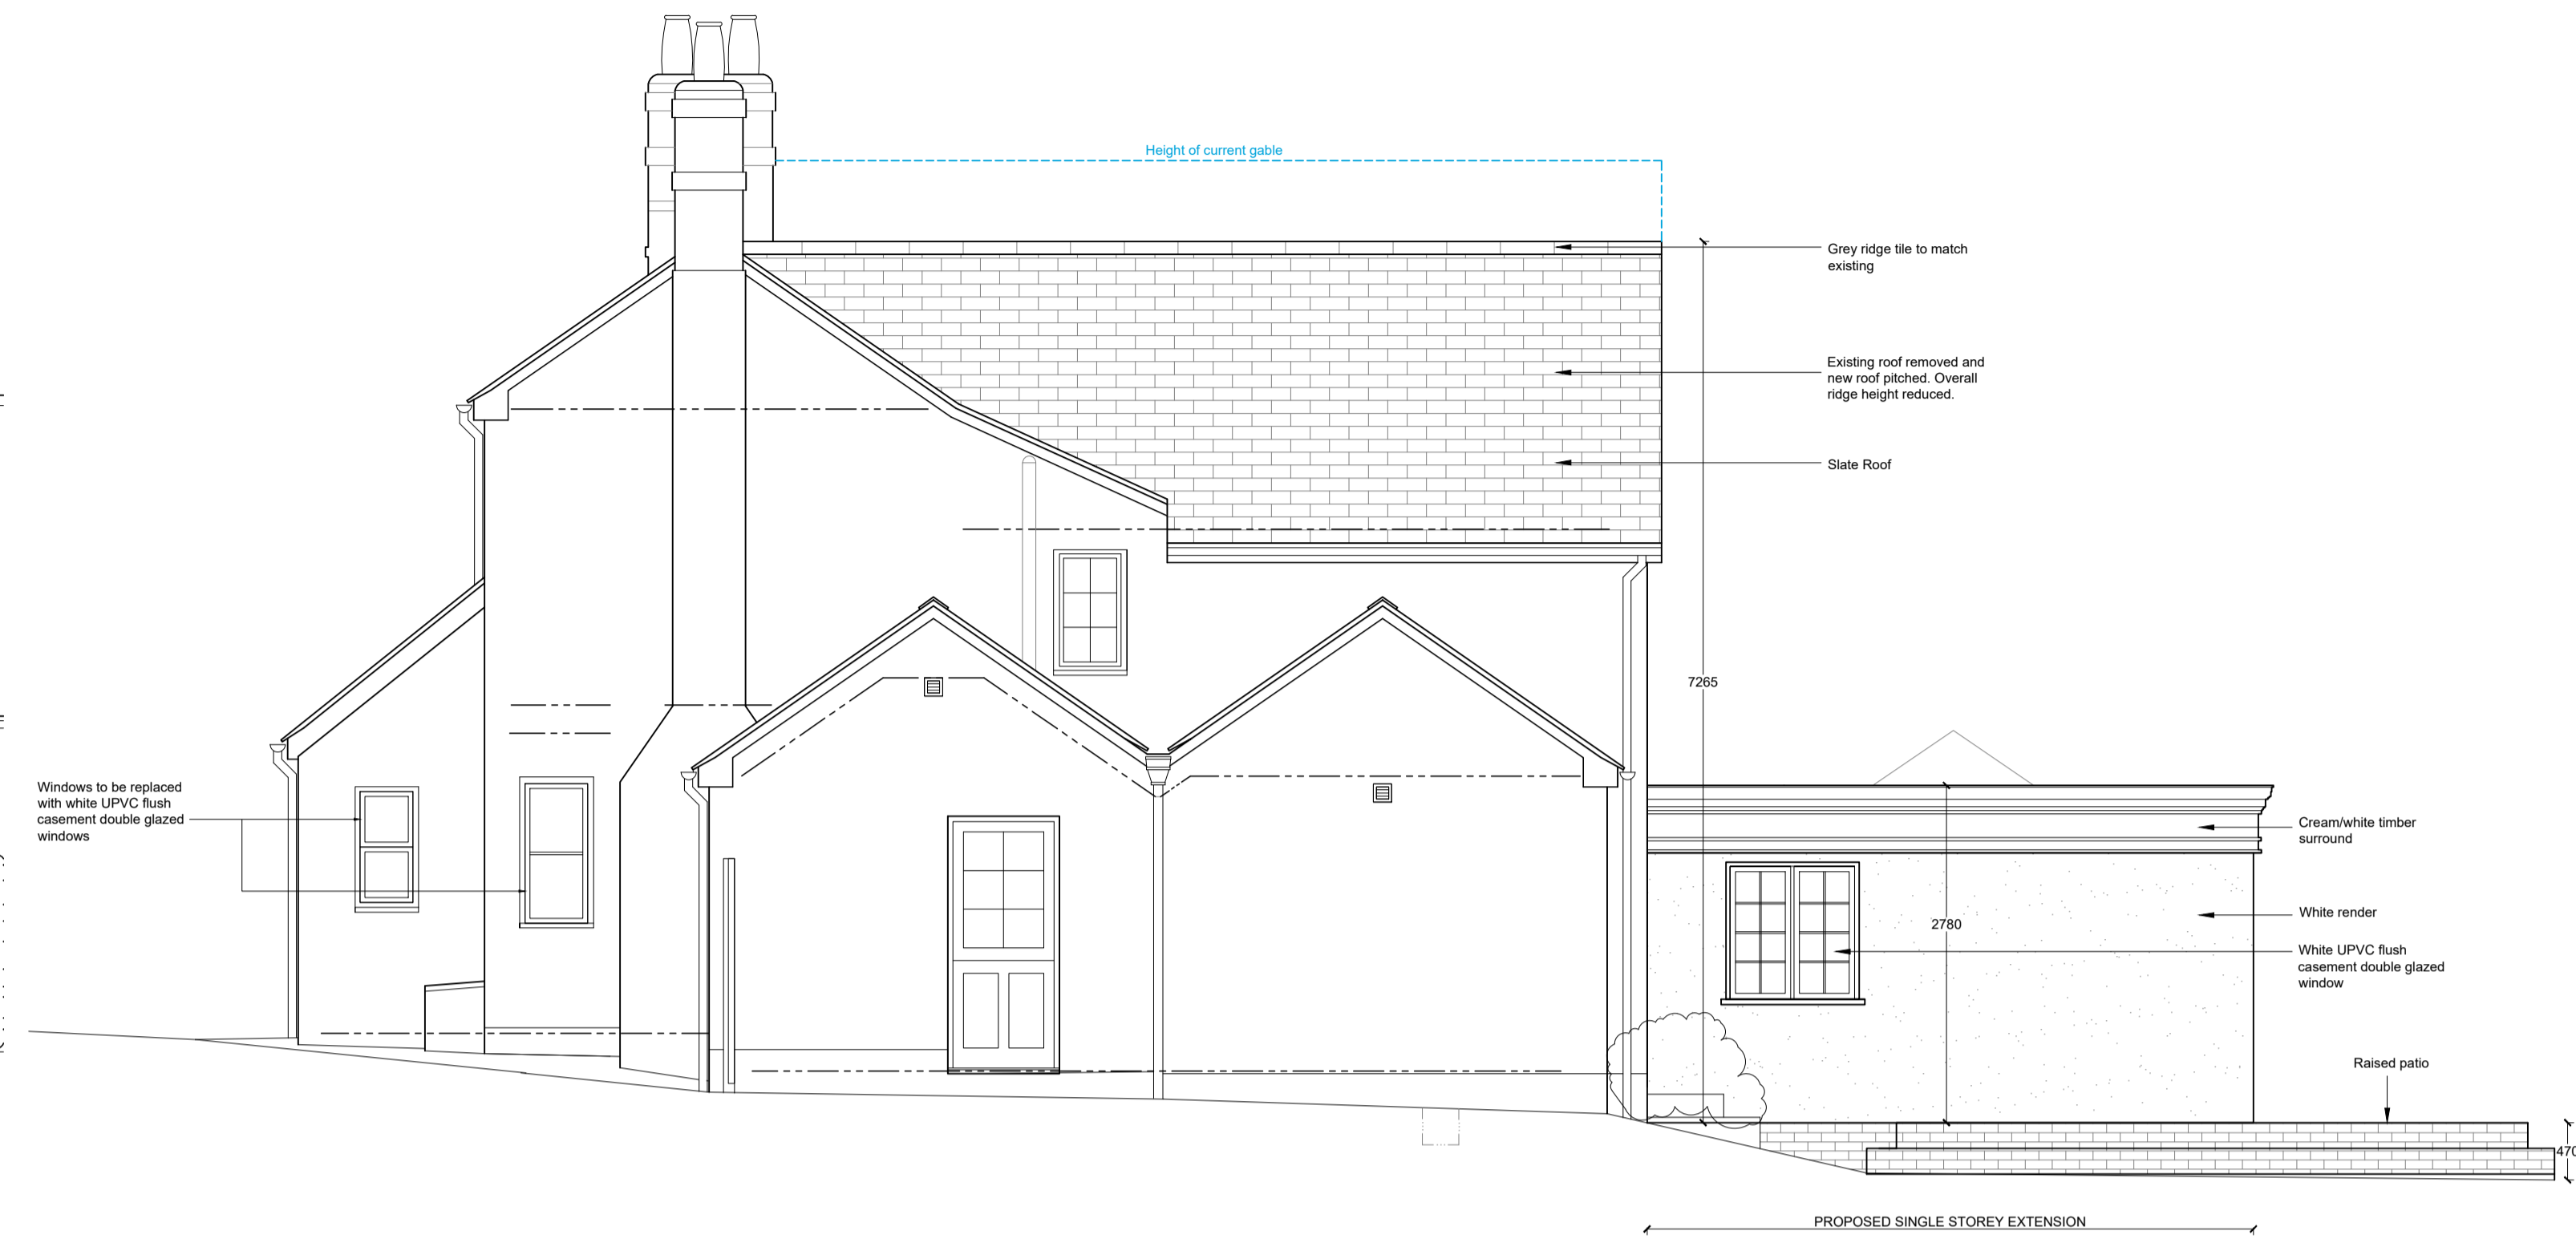 Height of current gable
Grey ridge tile to match
existing
Existing roof removed and
new roof pitched. Overall
ridge height reduced.
Slate Roof
7265
Windows to be replaced
with white UPVC flush
casement double glazed
windows
Cream/white timber
surround
2780
White render
White UPVC flush
casement double glazed
window
Raised patio
470
PROPOSED SINGLE STOREY EXTENSION